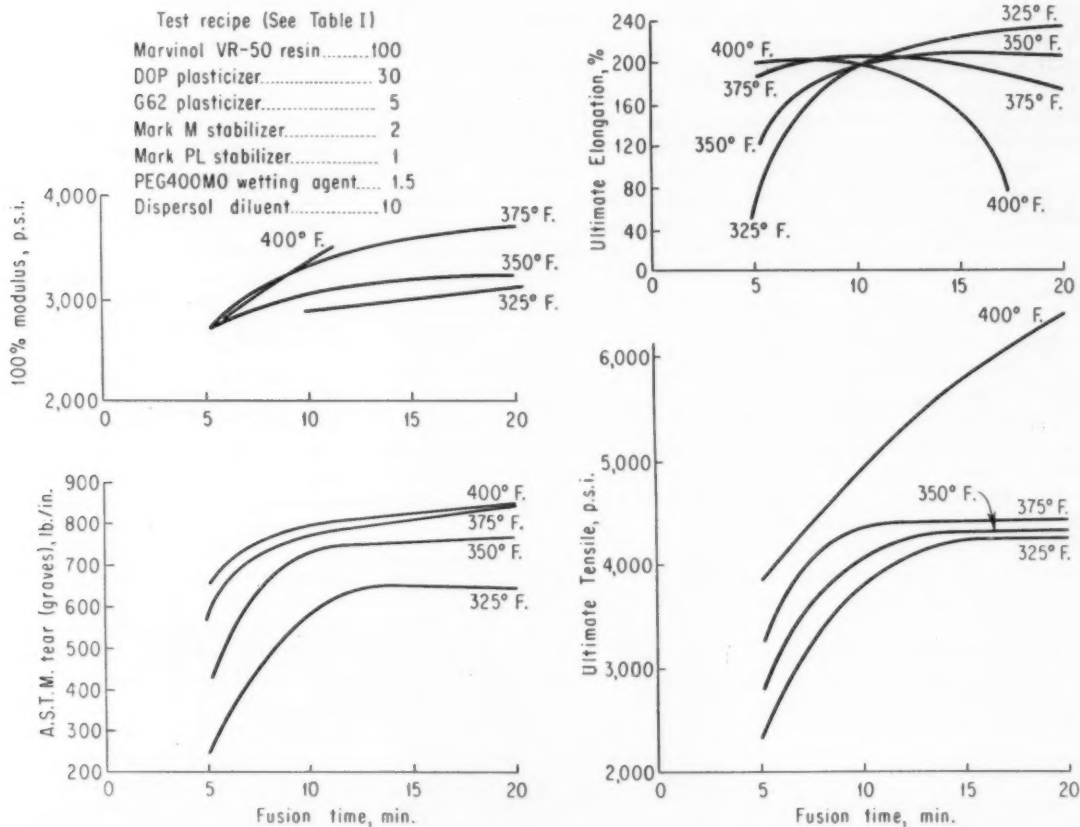 Test recipe (See Table I)
Marvinol VR-50 resin......100
DOP plasticizer............. 30
G62 plasticizer............. 5
Mark M stabilizer............ 2
Mark PL stabilizer........... 1
PEG400MO wetting agent..... 1.5
Dispersol diluent............10
100% modulus, p.s.i.
4,000
3,000
2,000
0
5
10
15
20
400° F.
375° F.
350° F.
325° F.
Ultimate Elongation, %
240
200
160
120
80
40
0
0
5
10
15
20
400° F.
375° F.
350° F.
325° F.
325° F.
350° F.
375° F.
400° F.
A.S.T.M. tear (graves), lb./in.
900
800
700
600
500
400
300
200
0
5
10
15
20
400° F.
375° F.
350° F.
325° F.
Fusion time, min.
Ultimate Tensile, p.s.i.
6,000
5,000
4,000
3,000
2,000
0
5
10
15
20
400° F.
350° F.
375° F.
325° F.
Fusion time, min.